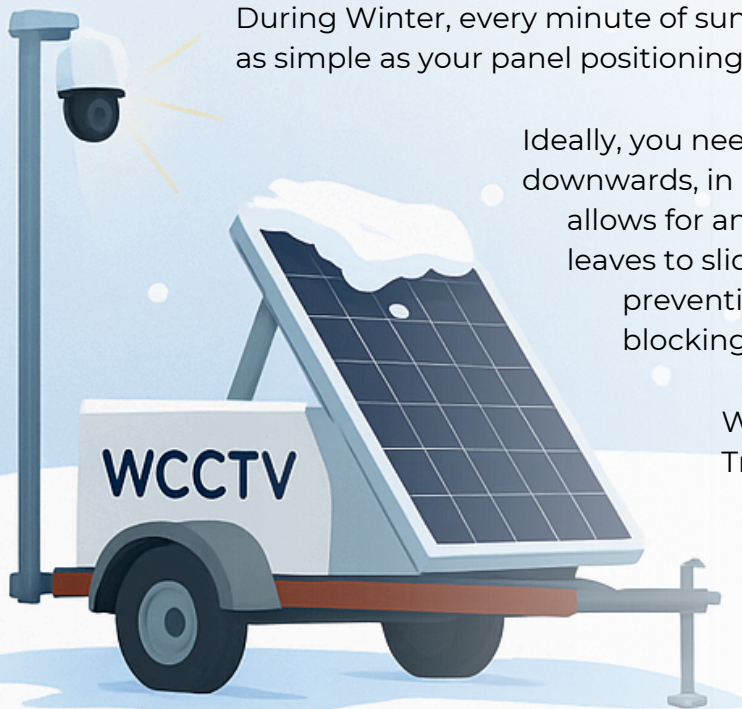 During Winter, every minute of sun
as simple as your panel positioning
Ideally, you nee
downwards, in
allows for an
leaves to slid
preventi
blocking
W
Tr
WCCTV